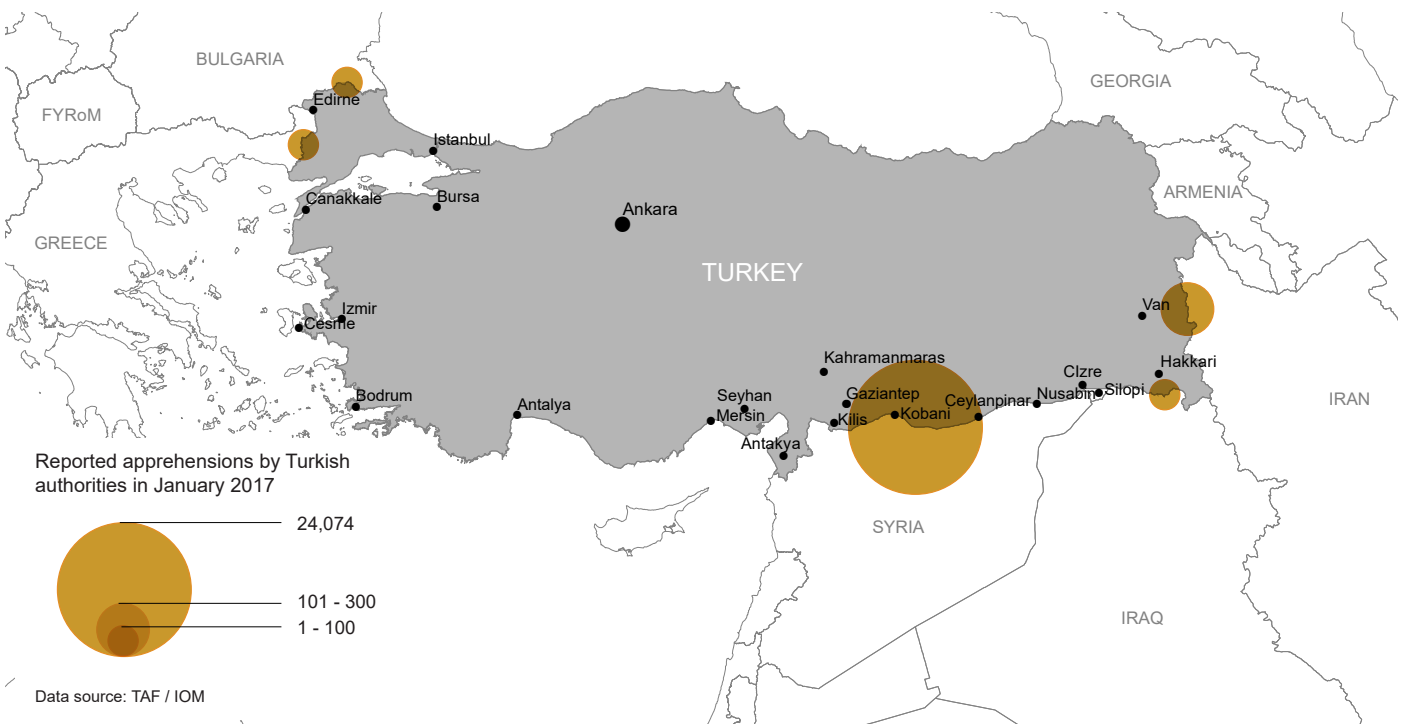 BULGARIA
GEORGIA
FYRoM
Edirne
Istanbul
ARMENIA
Canakkale
Bursa
Ankara
GREECE
TURKEY
Izmir
Van
Cesme
Kahramanmaras
Hakkari
CIzre
Silopi
Bodrum
Antalya
Seyhan
Gaziantep
Ceylanpinar
Nusabin
IRAN
Mersin
Kilis
Kobani
Antakya
Reported apprehensions by Turkish
authorities in January 2017
24,074
SYRIA
101 - 300
1 - 100
IRAQ
Data source: TAF / IOM